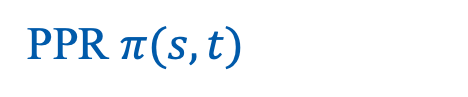 PPR π(s, t)